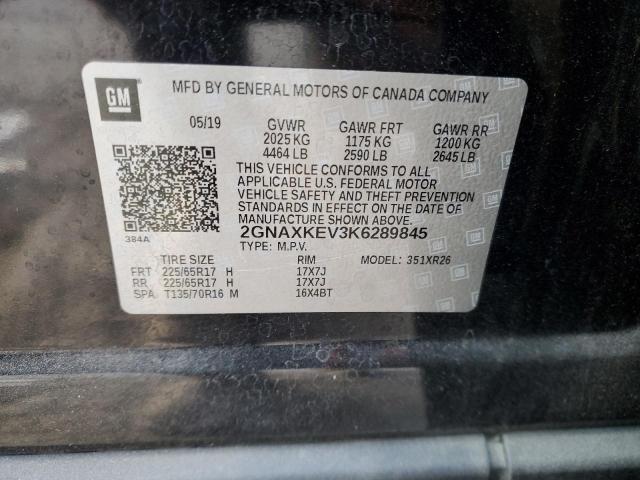 GM
MFD BY GENERAL MOTORS OF CANADA COMPANY
05/19 GVWR GAWR FRT GAWR RR
2025 KG 1175 KG 1200 KG
4464 LB 2590 LB 2645 LB
THIS VEHICLE CONFORMS TO ALL
APPLICABLE U.S. FEDERAL MOTOR
VEHICLE SAFETY AND THEFT PREVENTION
STANDARDS IN EFFECT ON THE DATE OF
MANUFACTURE SHOWN ABOVE.
384A 2GNAXKEV3K6289845
TYPE: M.P.V.
TIRE SIZE RIM MODEL: 351XR26
FRT 225/65R17 H 17X7J
RR 225/65R17 H 17X7J
SPA T135/70R16 M 16X4BT